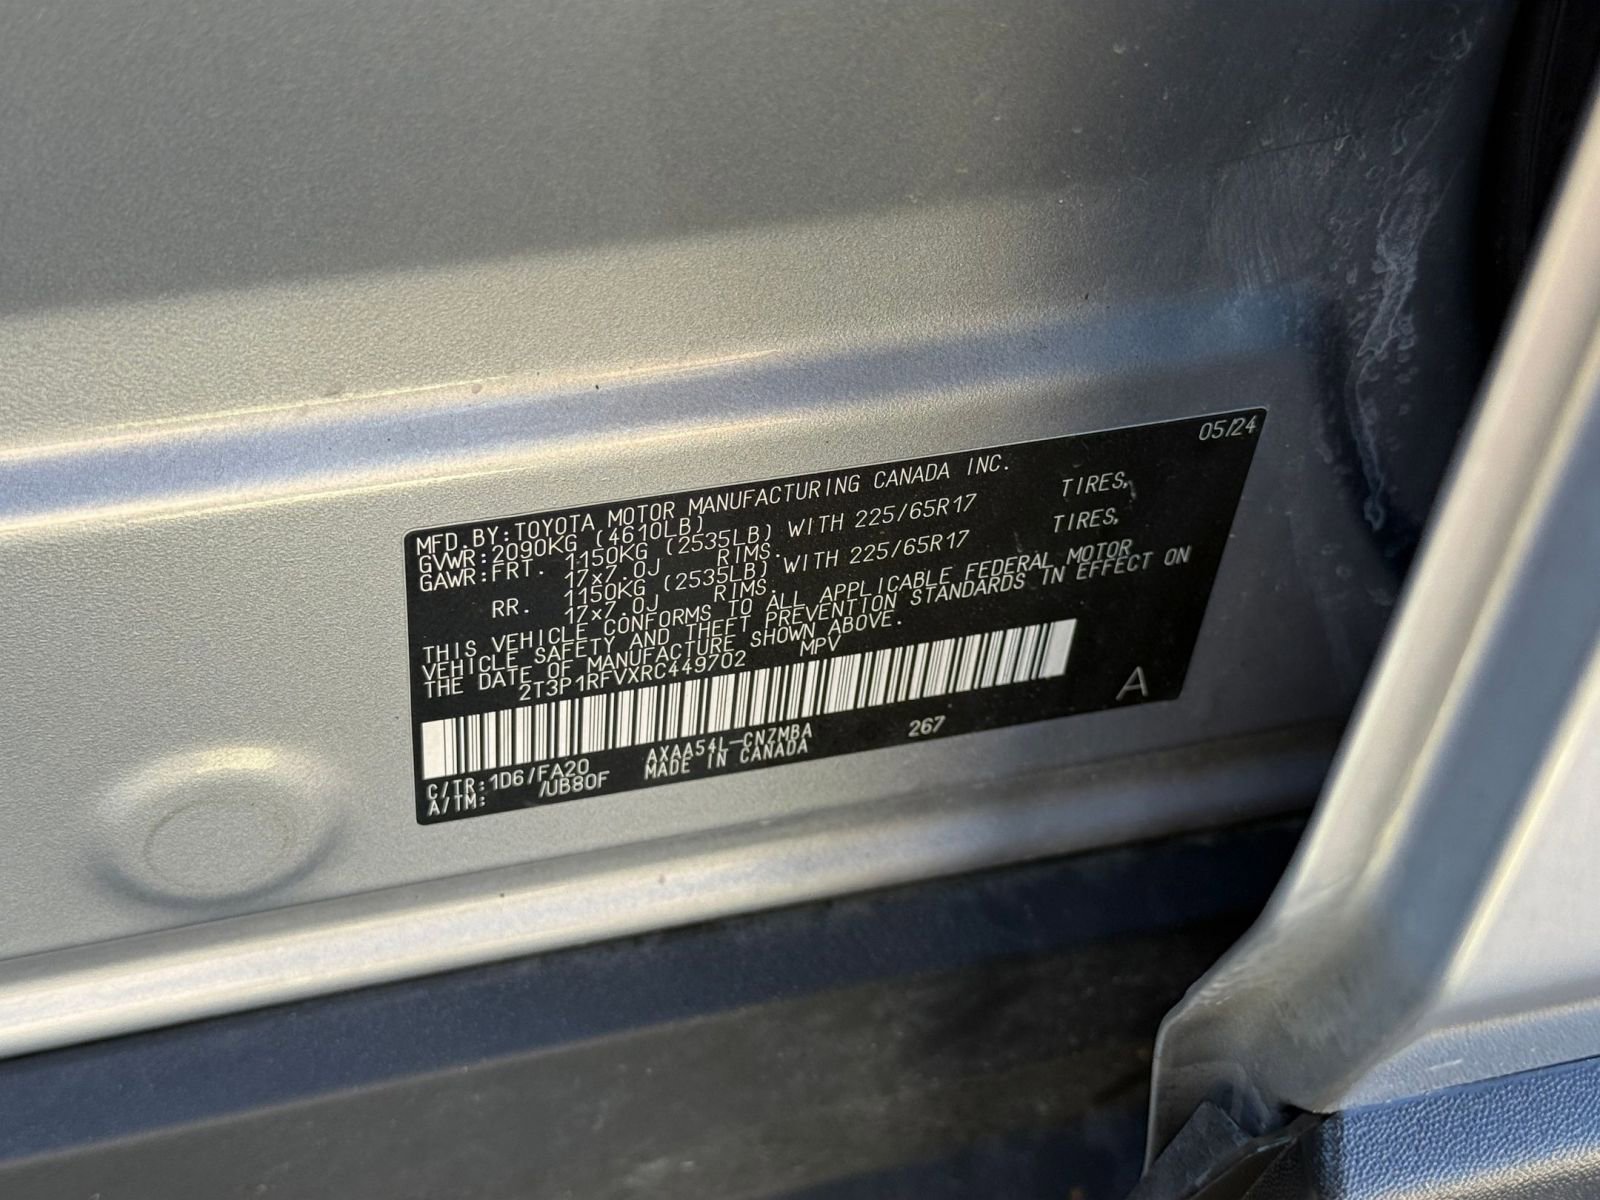 05/24
MFD.BY:TOYOTA MOTOR MANUFACTURING CANADA INC.
GVWR:2090KG (4610LB)
GAWR:FRT. 1150KG (2535LB) WITH 225/65R17 TIRES,
17x7.0J RIMS.
RR. 1150KG (2535LB) WITH 225/65R17 TIRES,
17x7.0J RIMS.
THIS VEHICLE CONFORMS TO ALL APPLICABLE FEDERAL MOTOR
VEHICLE SAFETY AND THEFT PREVENTION STANDARDS IN EFFECT ON
THE DATE OF MANUFACTURE SHOWN ABOVE.
2T3P1RFVXRC449702 MPV
A
C/TR:1D6/FA20 AXAA54L-CNZMBA 267
A/TM: /UB80F MADE IN CANADA